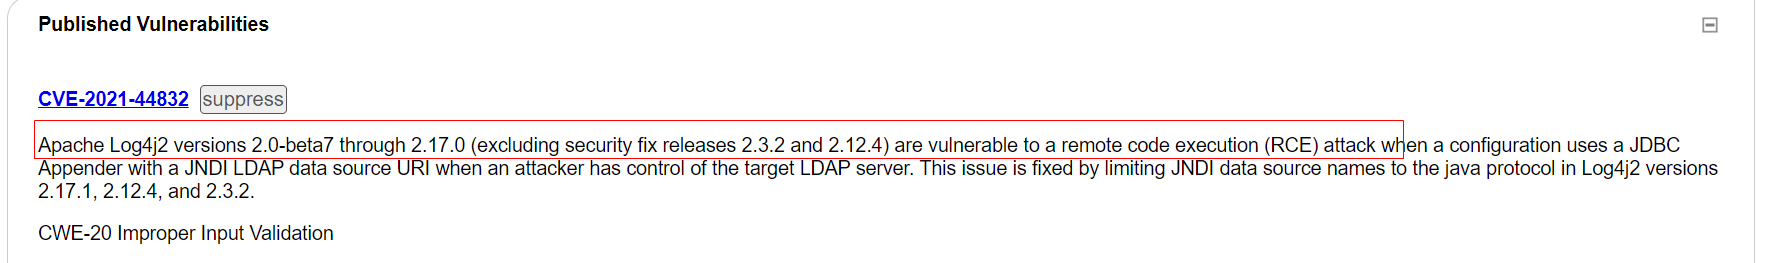 Published Vulnerabilities
CVE-2021-44832 suppress
Apache Log4j2 versions 2.0-beta7 through 2.17.0 (excluding security fix releases 2.3.2 and 2.12.4) are vulnerable to a remote code execution (RCE) attack when a configuration uses a JDBC
Appender with a JNDI LDAP data source URI when an attacker has control of the target LDAP server. This issue is fixed by limiting JNDI data source names to the java protocol in Log4j2 versions
2.17.1, 2.12.4, and 2.3.2.
CWE-20 Improper Input Validation